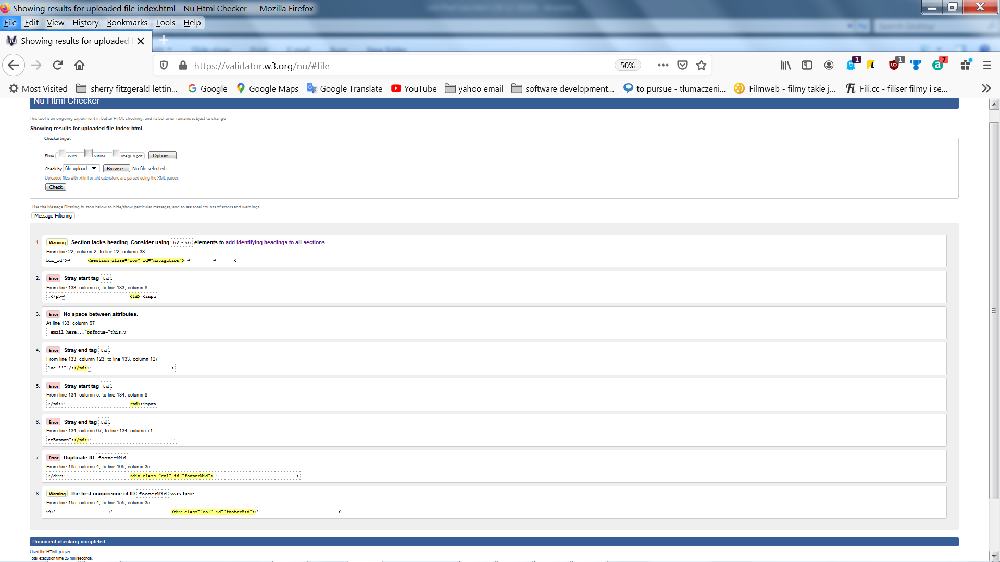 Showing results for uploaded file index.html - Nu Html Checker — Mozilla Firefox
File Edit View History Bookmarks Tools Help
Showing results for uploaded f
https://validator.w3.org/nu/#file 50% 1 1 7
Most Visited sherry fitzgerald lettin... Google Google Maps Google Translate YouTube yahoo email software development... to pursue - tłumaczeni... Filmweb - filmy takie j... Fili.cc - filiser filmy i se...
Nu Html Checker
This tool is an ongoing experiment in better HTML checking, and its behavior remains subject to change
Showing results for uploaded file index.html
Checker Input
Show source outline image report Options...
Check by file upload Browse... No file selected.
Uploaded files with .xhtml or .xht extensions are parsed using the XML parser.
Check
Use the Message Filtering button below to hide/show particular messages, and to see total counts of errors and warnings.
Message Filtering
1. Warning Section lacks heading. Consider using h2-h6 elements to add identifying headings to all sections.
From line 22, column 2; to line 22, column 38
bar_id">↩ <section class="row" id="navigation"> ↩ ↩ <
2. Error Stray start tag td.
From line 133, column 5; to line 133, column 8
.</p>↩ <td> <inpu
3. Error No space between attributes.
At line 133, column 97
email here..."onfocus="this.v
4. Error Stray end tag td.
From line 133, column 123; to line 133, column 127
lue=''" /></td>↩ <
5. Error Stray start tag td.
From line 134, column 5; to line 134, column 8
</td>↩ <td><input
6. Error Stray end tag td.
From line 134, column 67; to line 134, column 71
erButton"></td>↩ ↩
7. Error Duplicate ID footerMid.
From line 165, column 4; to line 165, column 35
</div>↩ <div class="col" id="footerMid">↩ <
8. Warning The first occurrence of ID footerMid was here.
From line 155, column 4; to line 155, column 35
v>↩ ↩ <div class="col" id="footerMid">↩ <
Document checking completed.
Used the HTML parser.
Total execution time 26 milliseconds.